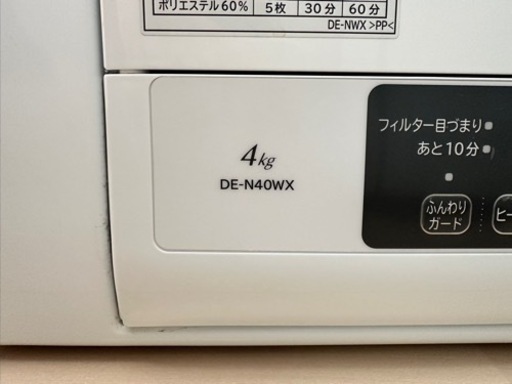 ポリエステル60% 5枚 30分 60分
DE-NWX >PP<
4kg
DE-N40WX
フィルター目づまり
あと10分
ふんわり
ガード
ヒー